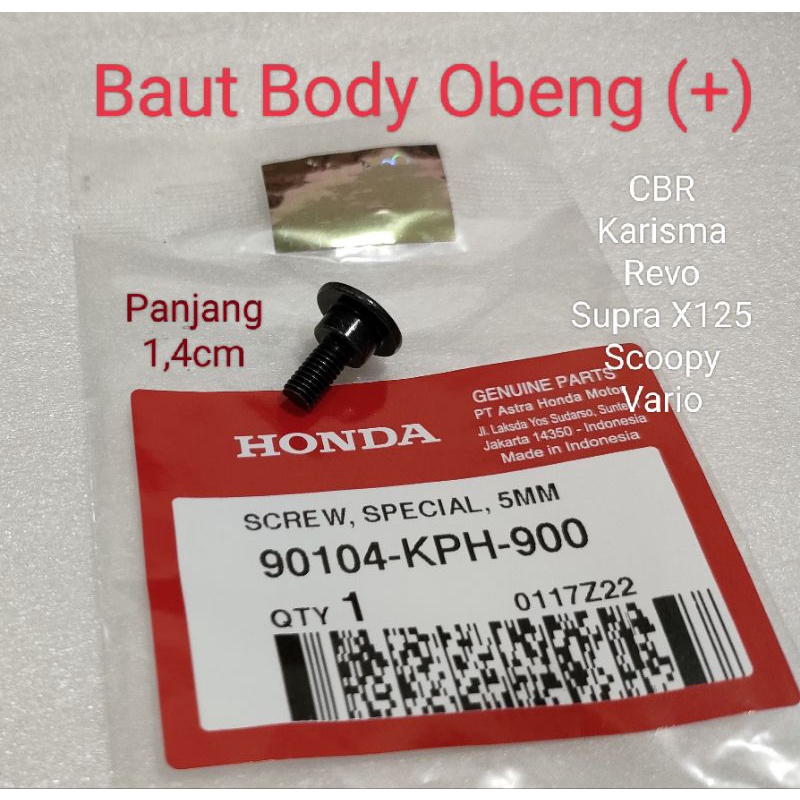 Baut Body Obeng (+)
CBR
Karisma
Revo
Supra X125
Scoopy
Vario
Panjang
1,4cm
HONDA
GENUINE PARTS
PT Astra Honda Motor
Jl. Laksda Yos Sudarso, Sunter
Jakarta 14350 - Indonesia
Made in Indonesia
SCREW, SPECIAL, 5MM
90104-KPH-900
QTY 1
0117Z22